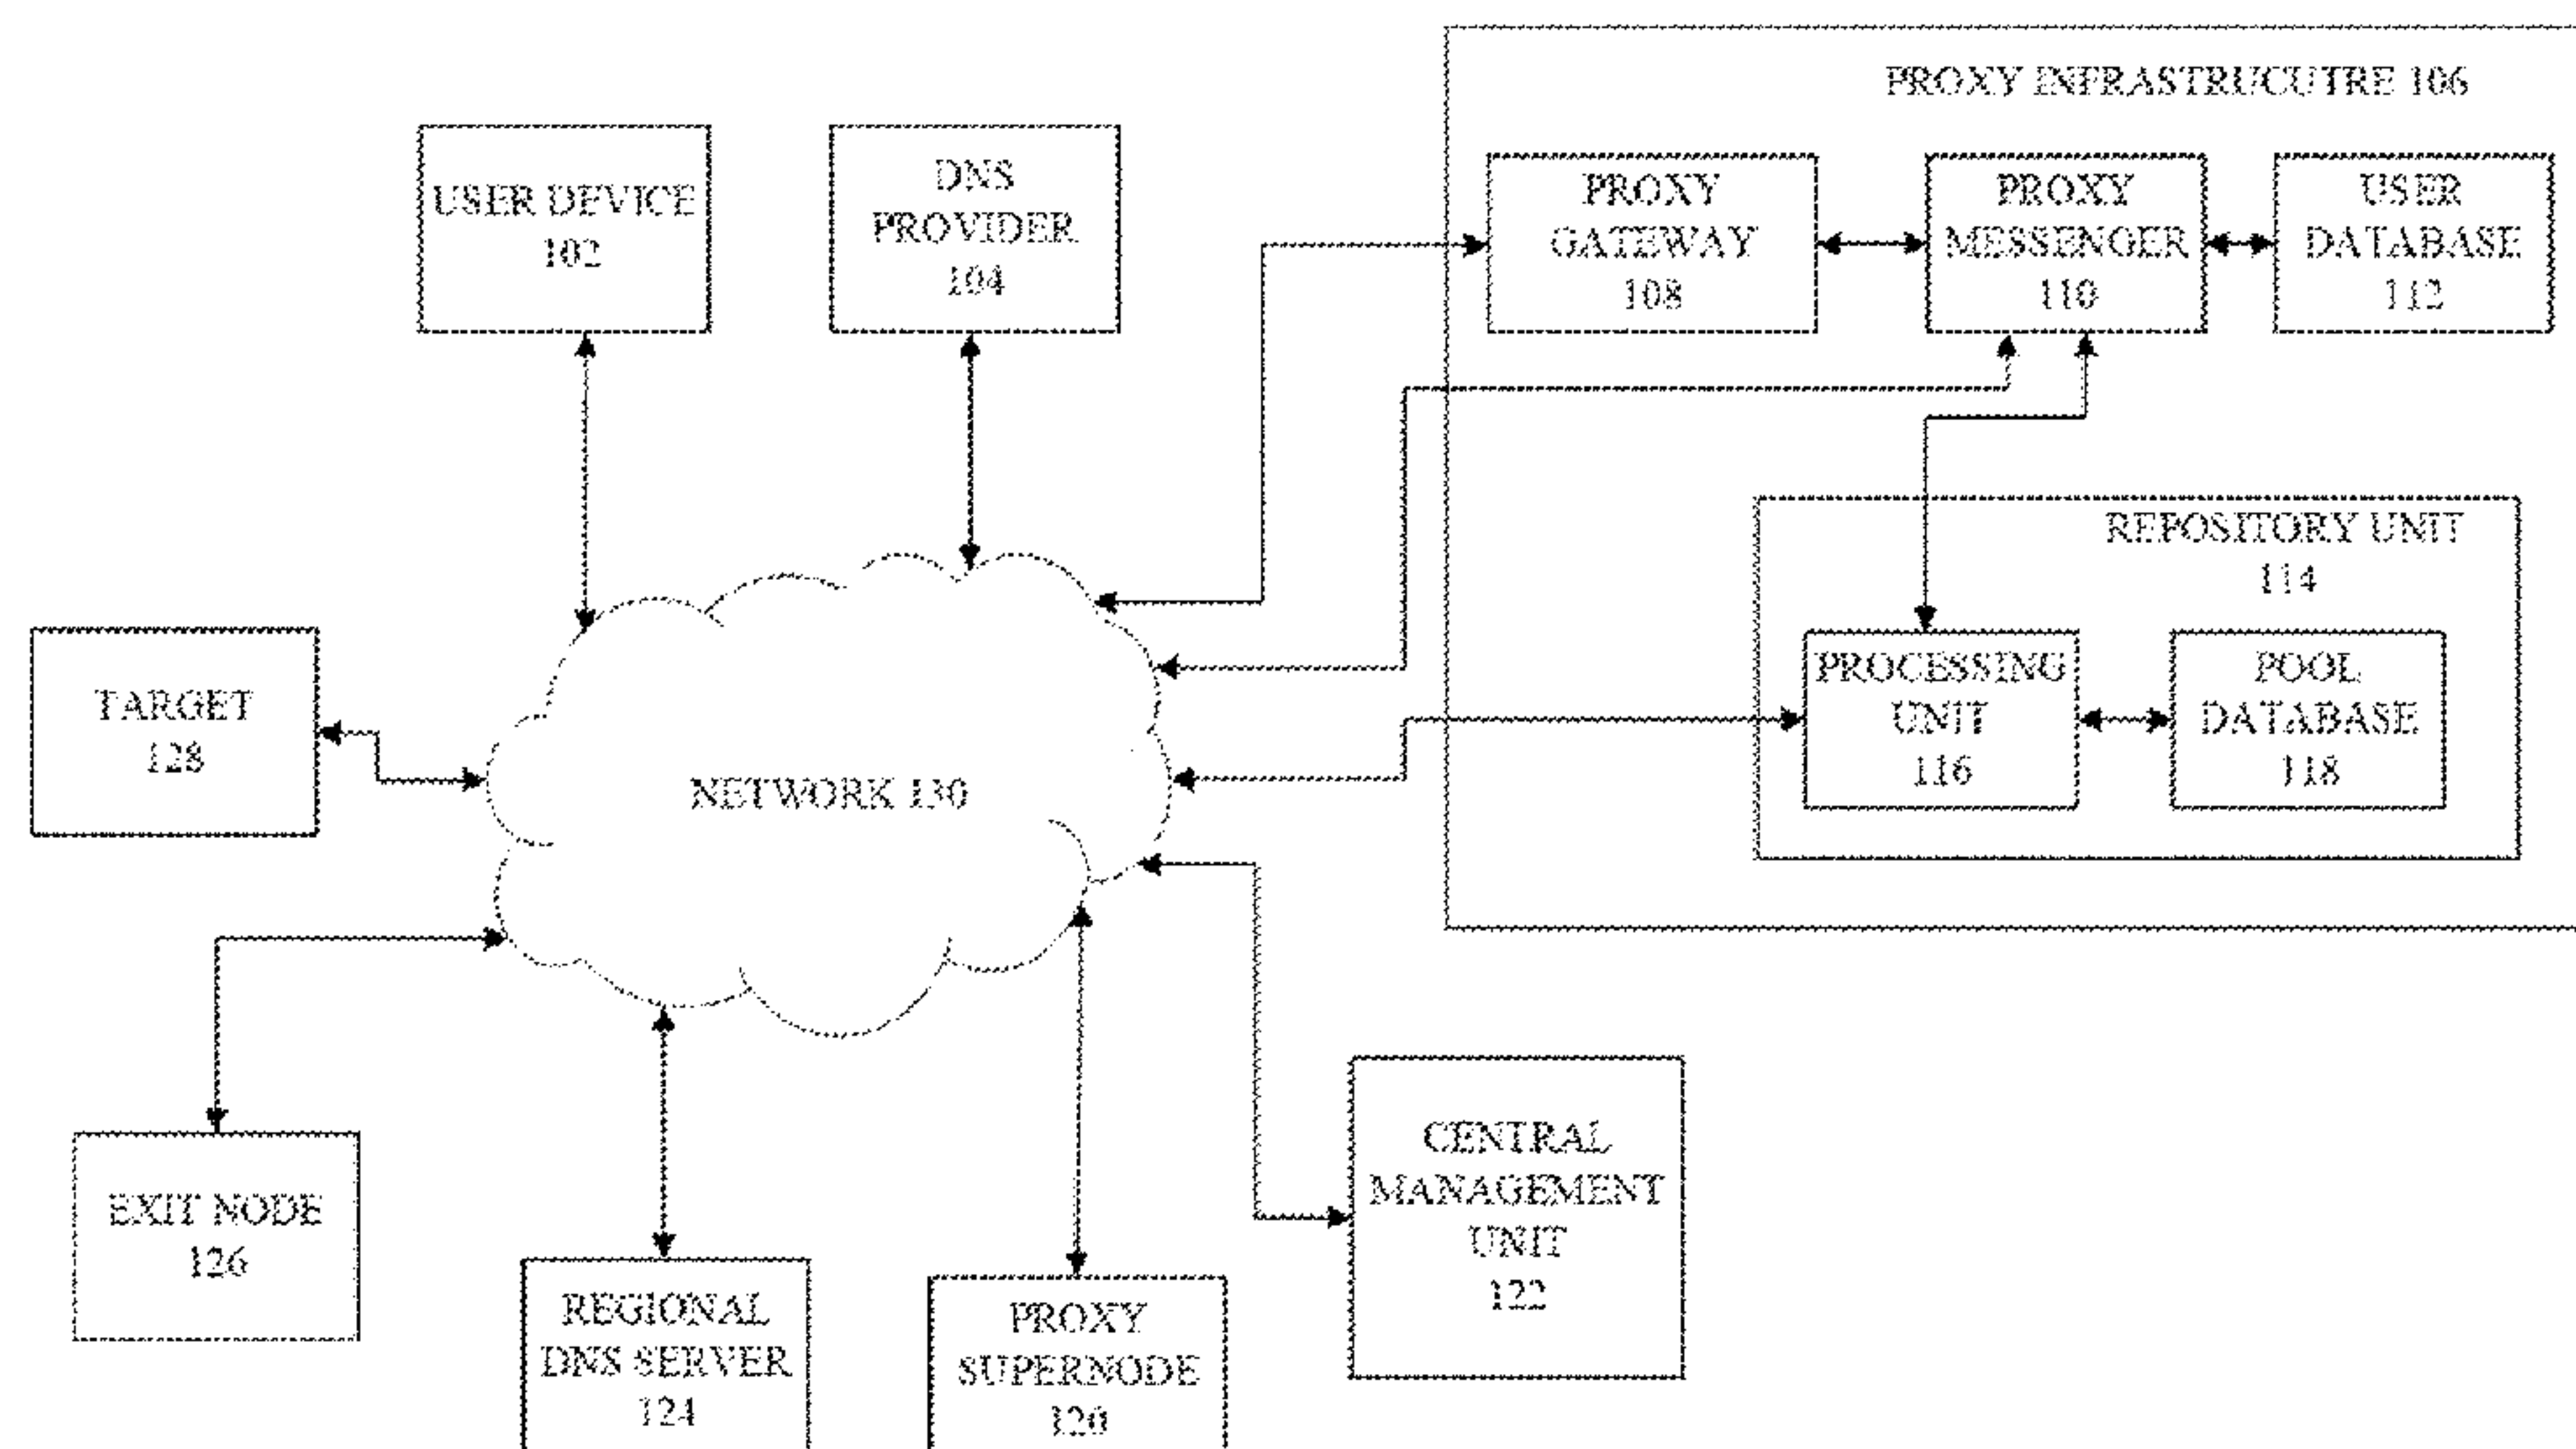 PROXY INFRASTRUCUTRE 106
USER DEVICE
102
DNS
PROVIDER
104
PROXY
GATEWAY
108
PROXY
MESSENGER
110
USER
DATABASE
112
REPOSITORY UNIT
114
PROCESSING
UNIT
116
POOL
DATABASE
118
TARGET
128
NETWORK 130
CENTRAL
MANAGEMENT
UNIT
122
EXIT NODE
126
REGIONAL
DNS SERVER
124
PROXY
SUPERNODE
120